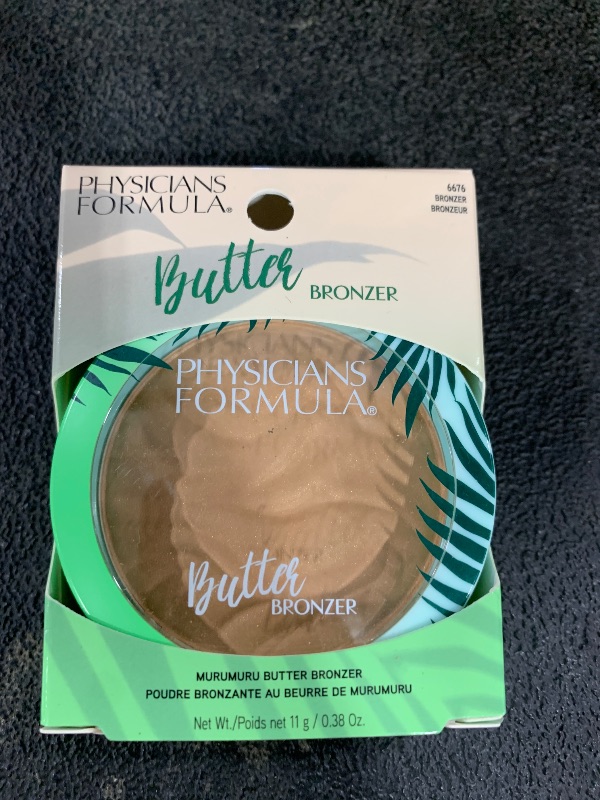 PHYSICIANS
FORMULA®
6676
BRONZER
BRONZEUR
Butter BRONZER
PHYSICIANS
FORMULA®
Butter
BRONZER
MURUMURU BUTTER BRONZER
POUDRE BRONZANTE AU BEURRE DE MURUMURU
Net Wt./Poids net 11 g / 0.38 Oz.